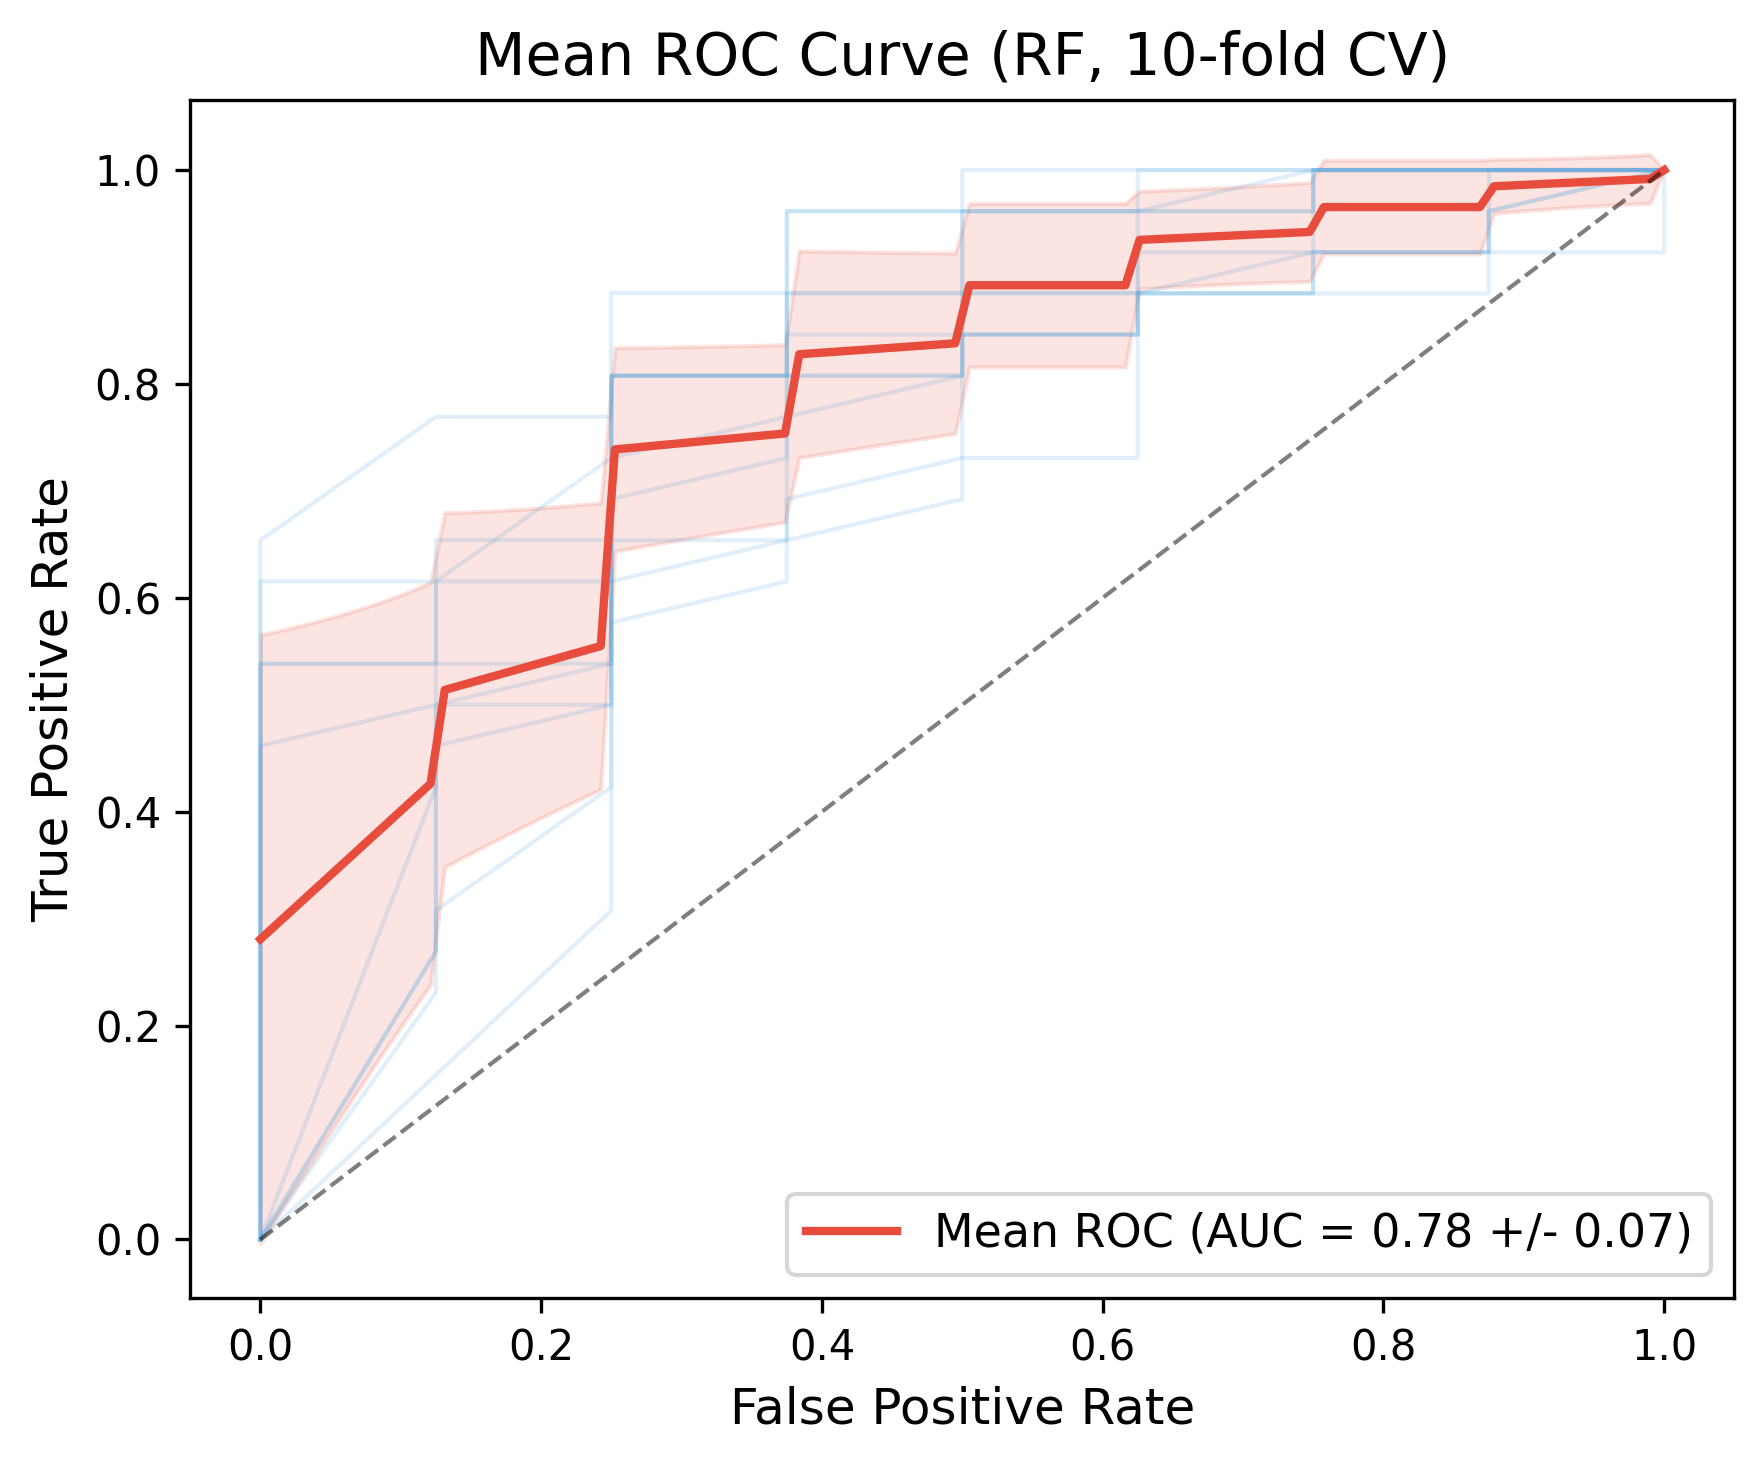 Mean ROC Curve (RF, 10-fold CV)
True Positive Rate
1.0
0.8
0.6
0.4
0.2
0.0
Mean ROC (AUC = 0.78 +/- 0.07)
0.0 0.2 0.4 0.6 0.8 1.0
False Positive Rate